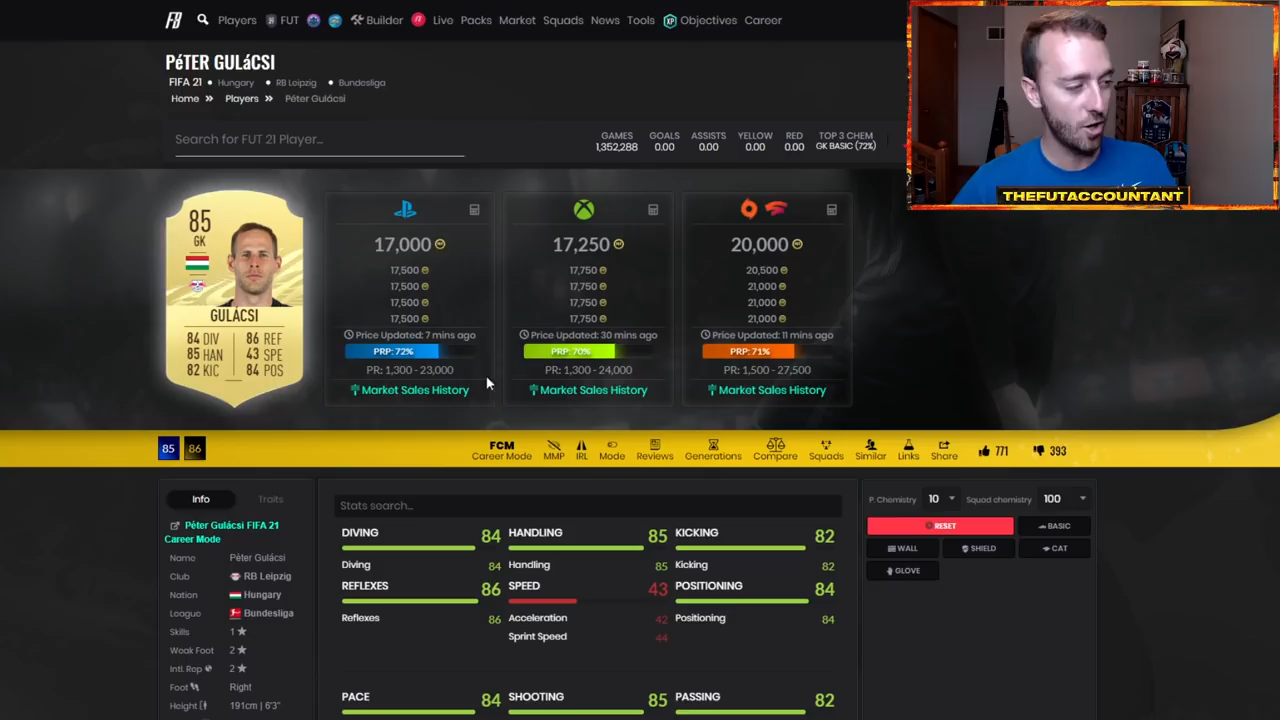 FB Players FUT Builder Live Packs Market Squads News Tools XP Objectives Career
PéTER GULáCSI
FIFA 21 • Hungary • RB Leipzig • Bundesliga
Home » Players » Péter Gulácsi
Search for FUT 21 Player...
GAMES GOALS ASSISTS YELLOW RED TOP 3 CHEM
1,352,288 0.00 0.00 0.00 0.00 GK BASIC (72%)
THEFUTACCOUNTANT
85
GK
GULÁCSI
84 DIV 86 REF
85 HAN 43 SPE
82 KIC 84 POS
17,000
17,500
17,500
17,500
17,500
Price Updated: 7 mins ago
PRP: 72%
PR: 1,300 - 23,000
Market Sales History
17,250
17,750
17,750
17,750
17,750
Price Updated: 30 mins ago
PRP: 70%
PR: 1,300 - 24,000
Market Sales History
20,000
20,500
21,000
21,000
21,000
Price Updated: 11 mins ago
PRP: 71%
PR: 1,500 - 27,500
Market Sales History
85 86
FCM
Career Mode MMP IRL Mode Reviews Generations Compare Squads Similar Links Share 771 393
Info Traits
Péter Gulácsi FIFA 21
Career Mode
Name Péter Gulácsi
Club RB Leipzig
Nation Hungary
League Bundesliga
Skills 1
Weak Foot 2
Intl. Rep 2
Foot Right
Height 191cm | 6'3"
Stats search...
DIVING 84 HANDLING 85 KICKING 82
Diving 84 Handling 85 Kicking 82
REFLEXES 86 SPEED 43 POSITIONING 84
Reflexes 86 Acceleration 42 Positioning 84
Sprint Speed 44
PACE 84 SHOOTING 85 PASSING 82
P. Chemistry 10 Squad chemistry 100
RESET BASIC
WALL SHIELD CAT
GLOVE